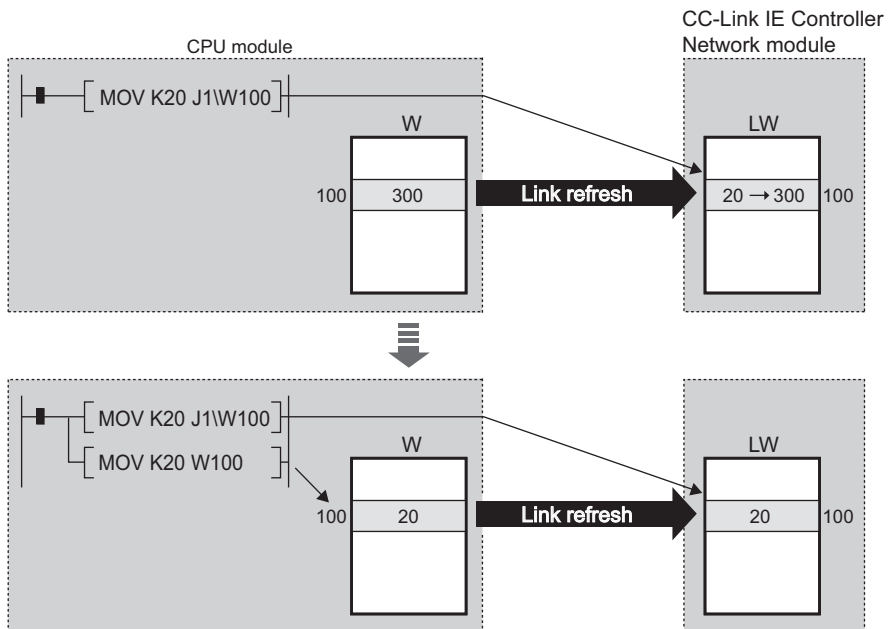 CC-Link IE Controller
Network module
CPU module
MOV K20 J1\W100
W
LW
100
300
Link refresh
20 → 300
100
MOV K20 J1\W100
MOV K20 W100
W
LW
100
20
Link refresh
20
100